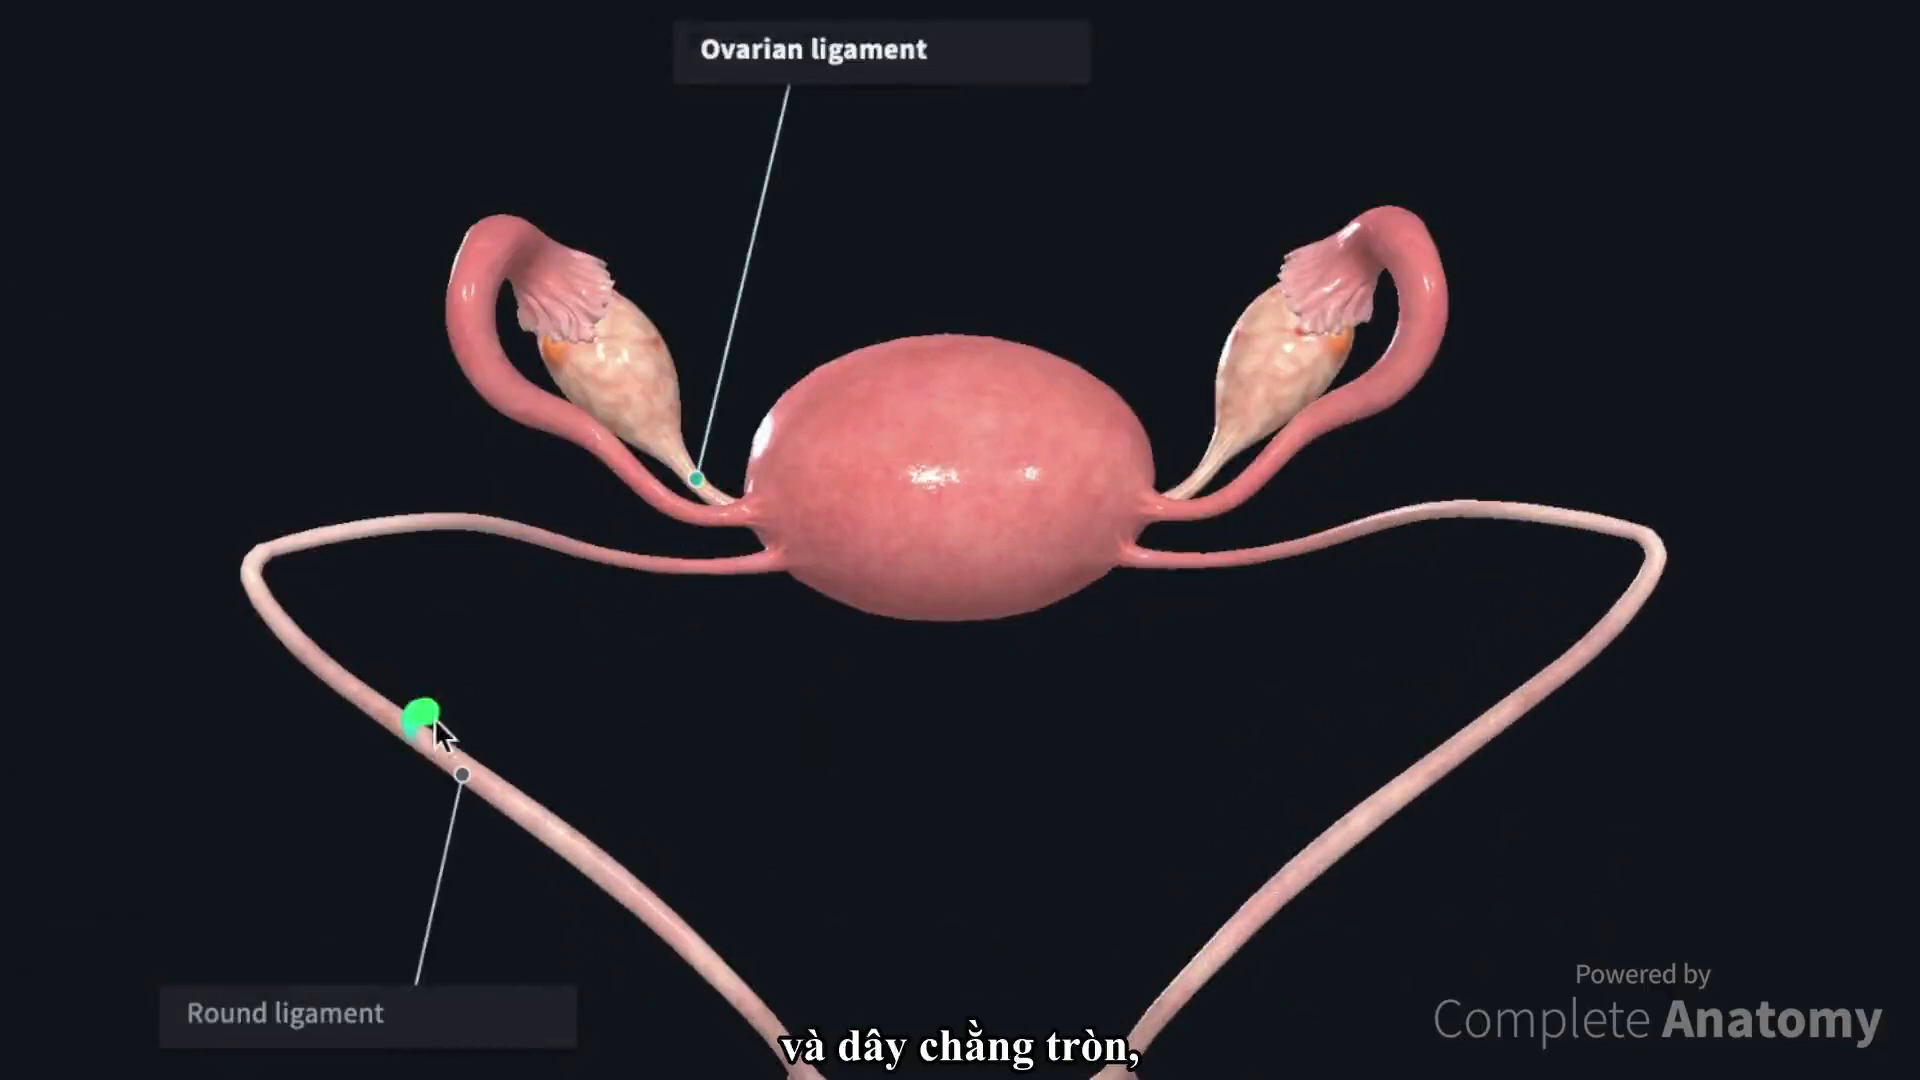 Ovarian ligament
Round ligament
Powered by
Complete Anatomy
và dây chằng tròn,